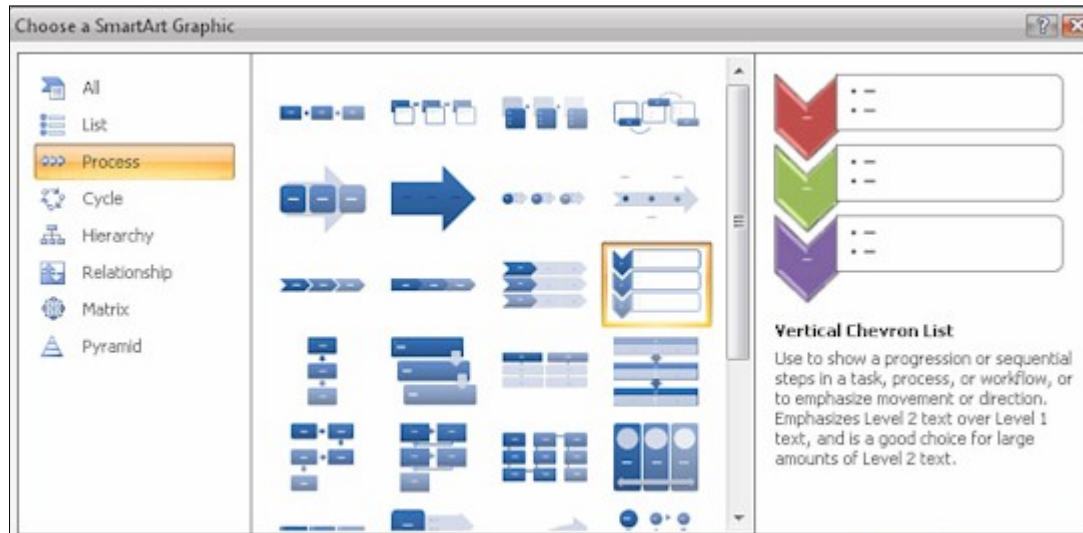 Choose a SmartArt Graphic
All
List
Process
Cycle
Hierarchy
Relationship
Matrix
Pyramid
Vertical Chevron List
Use to show a progression or sequential
steps in a task, process, or workflow, or
to emphasize movement or direction.
Emphasizes Level 2 text over Level 1
text, and is a good choice for large
amounts of Level 2 text.